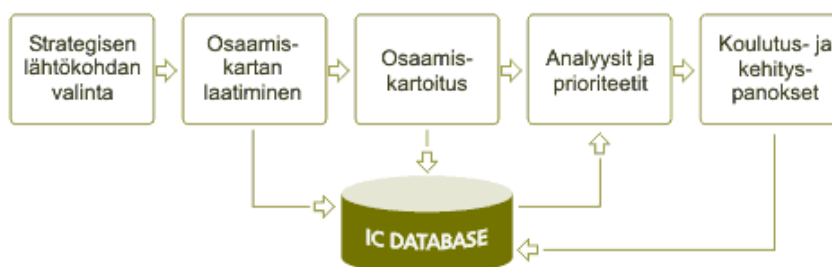 Strategisen
lähtökohdan
valinta
Osaamis-
kartan
laatiminen
Osaamis-
kartoitus
Analyysit ja
prioriteetit
Koulutus- ja
kehitys-
panokset
IC DATABASE